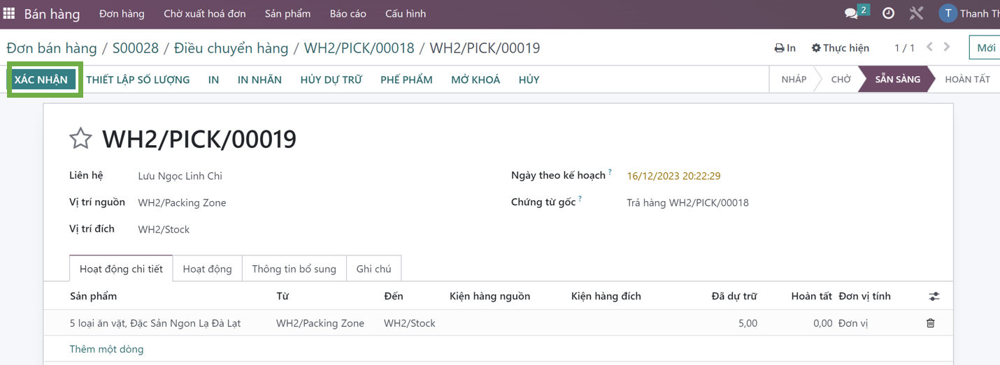 Bán hàng Đơn hàng Chờ xuất hoá đơn Sản phẩm Báo cáo Cấu hình 2 T Thanh Th
Đơn bán hàng / S00028 / Điều chuyển hàng / WH2/PICK/00018 / WH2/PICK/00019 In Thực hiện 1 / 1 Mới
XÁC NHẬN THIẾT LẬP SỐ LƯỢNG IN IN NHÃN HỦY DỰ TRỮ PHẾ PHẨM MỞ KHOÁ HỦY NHÁP CHỜ SẴN SÀNG HOÀN TẤT
WH2/PICK/00019
Liên hệ Lưu Ngọc Linh Chi Ngày theo kế hoạch ? 16/12/2023 20:22:29
Vị trí nguồn WH2/Packing Zone Chứng từ gốc ? Trả hàng WH2/PICK/00018
Vị trí đích WH2/Stock
Hoạt động chi tiết Hoạt động Thông tin bổ sung Ghi chú
Sản phẩm Từ Đến Kiện hàng nguồn Kiện hàng đích Đã dự trữ Hoàn tất Đơn vị tính
5 loại ăn vặt, Đặc Sản Ngon Lạ Đà Lạt WH2/Packing Zone WH2/Stock 5,00 0,00 Đơn vị
Thêm một dòng